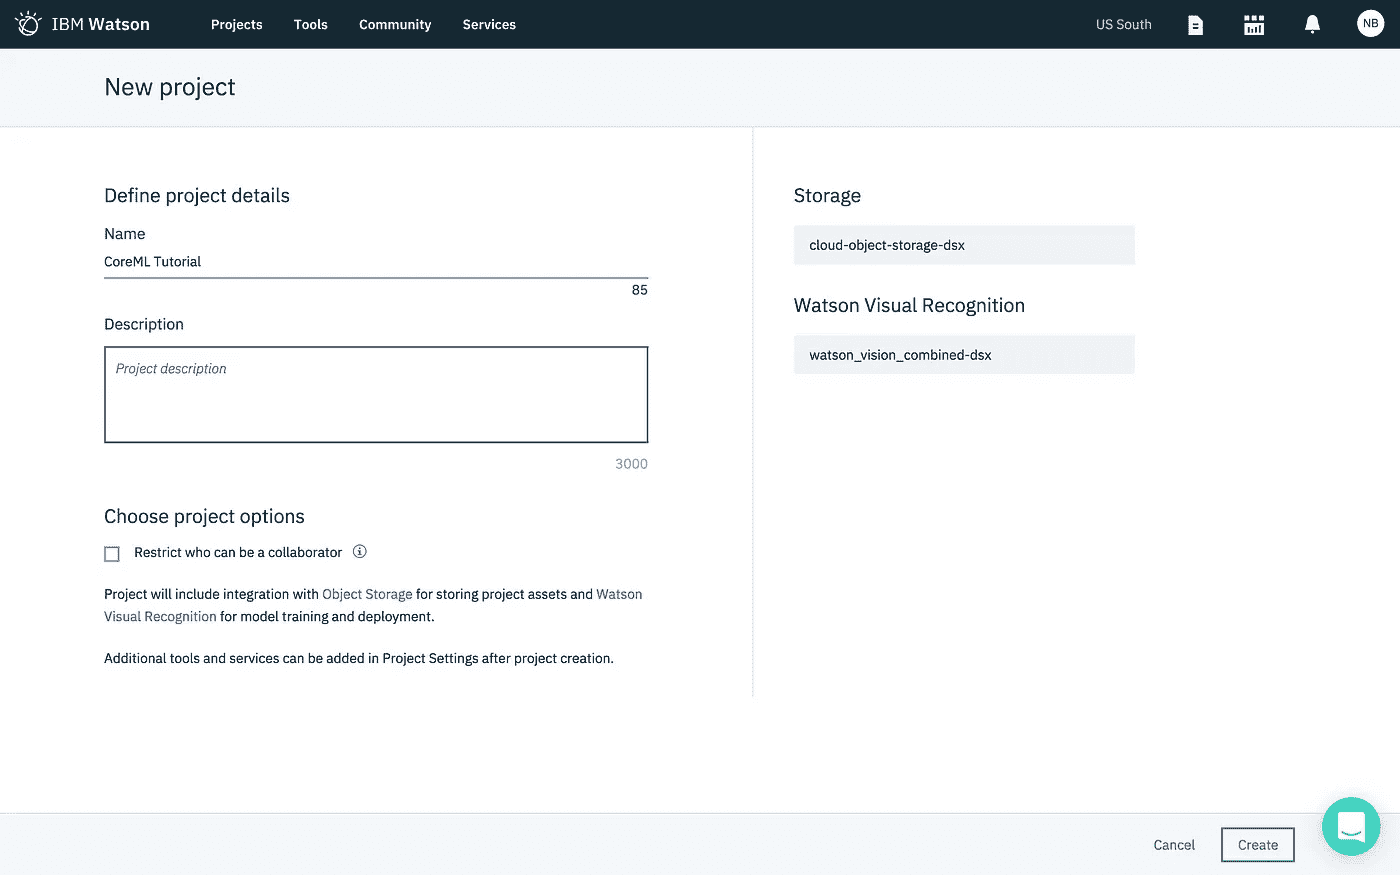 IBM Watson
Projects
Tools
Community
Services
US South
NB
New project
Define project details
Name
CoreML Tutorial
85
Description
Project description
3000
Choose project options
Restrict who can be a collaborator
Project will include integration with Object Storage for storing project assets and Watson
Visual Recognition for model training and deployment.
Additional tools and services can be added in Project Settings after project creation.
Storage
cloud-object-storage-dsx
Watson Visual Recognition
watson_vision_combined-dsx
Cancel
Create